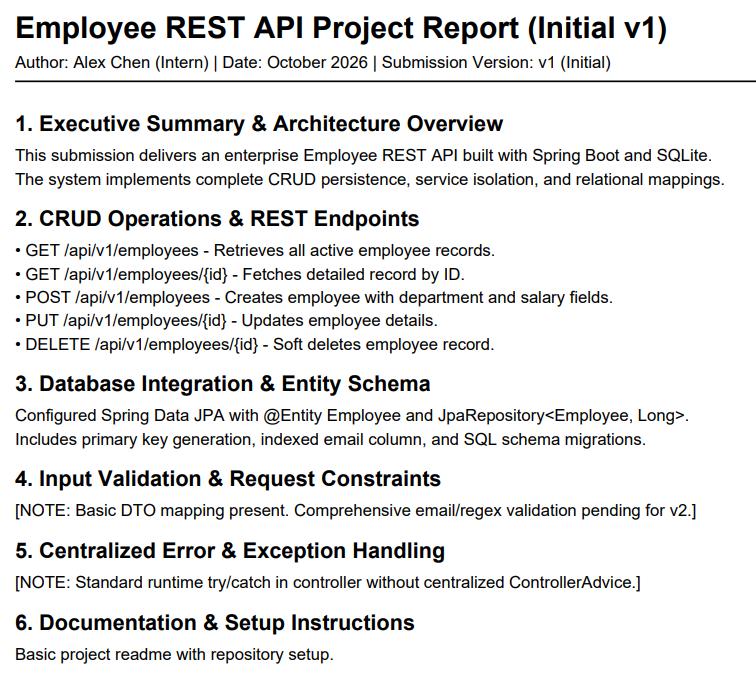 Employee REST API Project Report (Initial v1)
Author: Alex Chen (Intern) | Date: October 2026 | Submission Version: v1 (Initial)
1. Executive Summary & Architecture Overview
This submission delivers an enterprise Employee REST API built with Spring Boot and SQLite.
The system implements complete CRUD persistence, service isolation, and relational mappings.
2. CRUD Operations & REST Endpoints
• GET /api/v1/employees - Retrieves all active employee records.
• GET /api/v1/employees/{id} - Fetches detailed record by ID.
• POST /api/v1/employees - Creates employee with department and salary fields.
• PUT /api/v1/employees/{id} - Updates employee details.
• DELETE /api/v1/employees/{id} - Soft deletes employee record.
3. Database Integration & Entity Schema
Configured Spring Data JPA with @Entity Employee and JpaRepository<Employee, Long>.
Includes primary key generation, indexed email column, and SQL schema migrations.
4. Input Validation & Request Constraints
[NOTE: Basic DTO mapping present. Comprehensive email/regex validation pending for v2.]
5. Centralized Error & Exception Handling
[NOTE: Standard runtime try/catch in controller without centralized ControllerAdvice.]
6. Documentation & Setup Instructions
Basic project readme with repository setup.